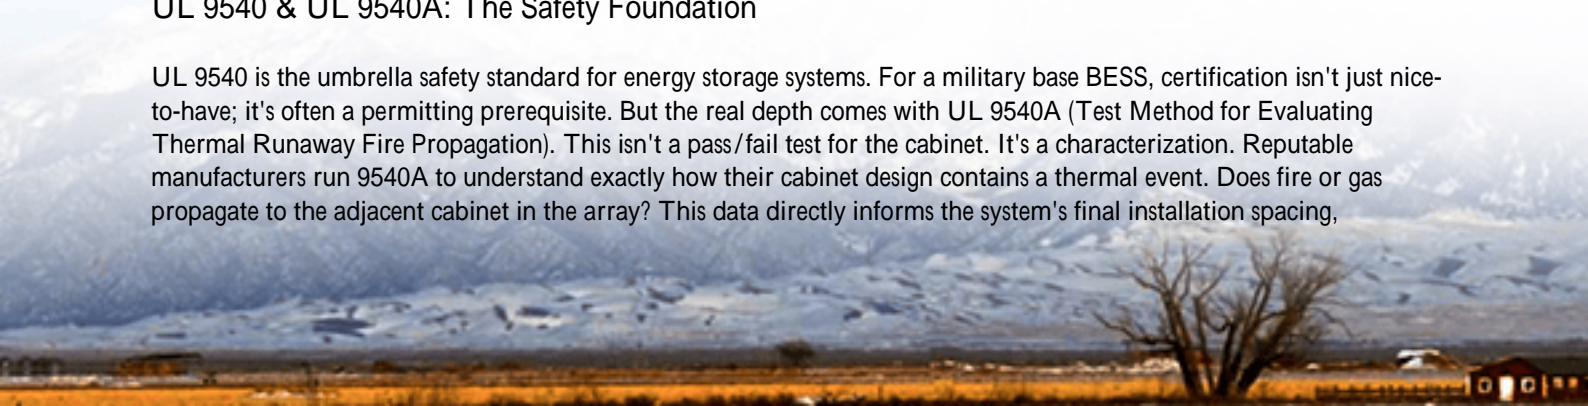 UL 9540 & UL 9540A: The Safety Foundation
UL 9540 is the umbrella safety standard for energy storage systems. For a military base BESS, certification isn't just nice-
to-have; it's often a permitting prerequisite. But the real depth comes with UL 9540A (Test Method for Evaluating
Thermal Runaway Fire Propagation). This isn't a pass/fail test for the cabinet. It's a characterization. Reputable
manufacturers run 9540A to understand exactly how their cabinet design contains a thermal event. Does fire or gas
propagate to the adjacent cabinet in the array? This data directly informs the system's final installation spacing,